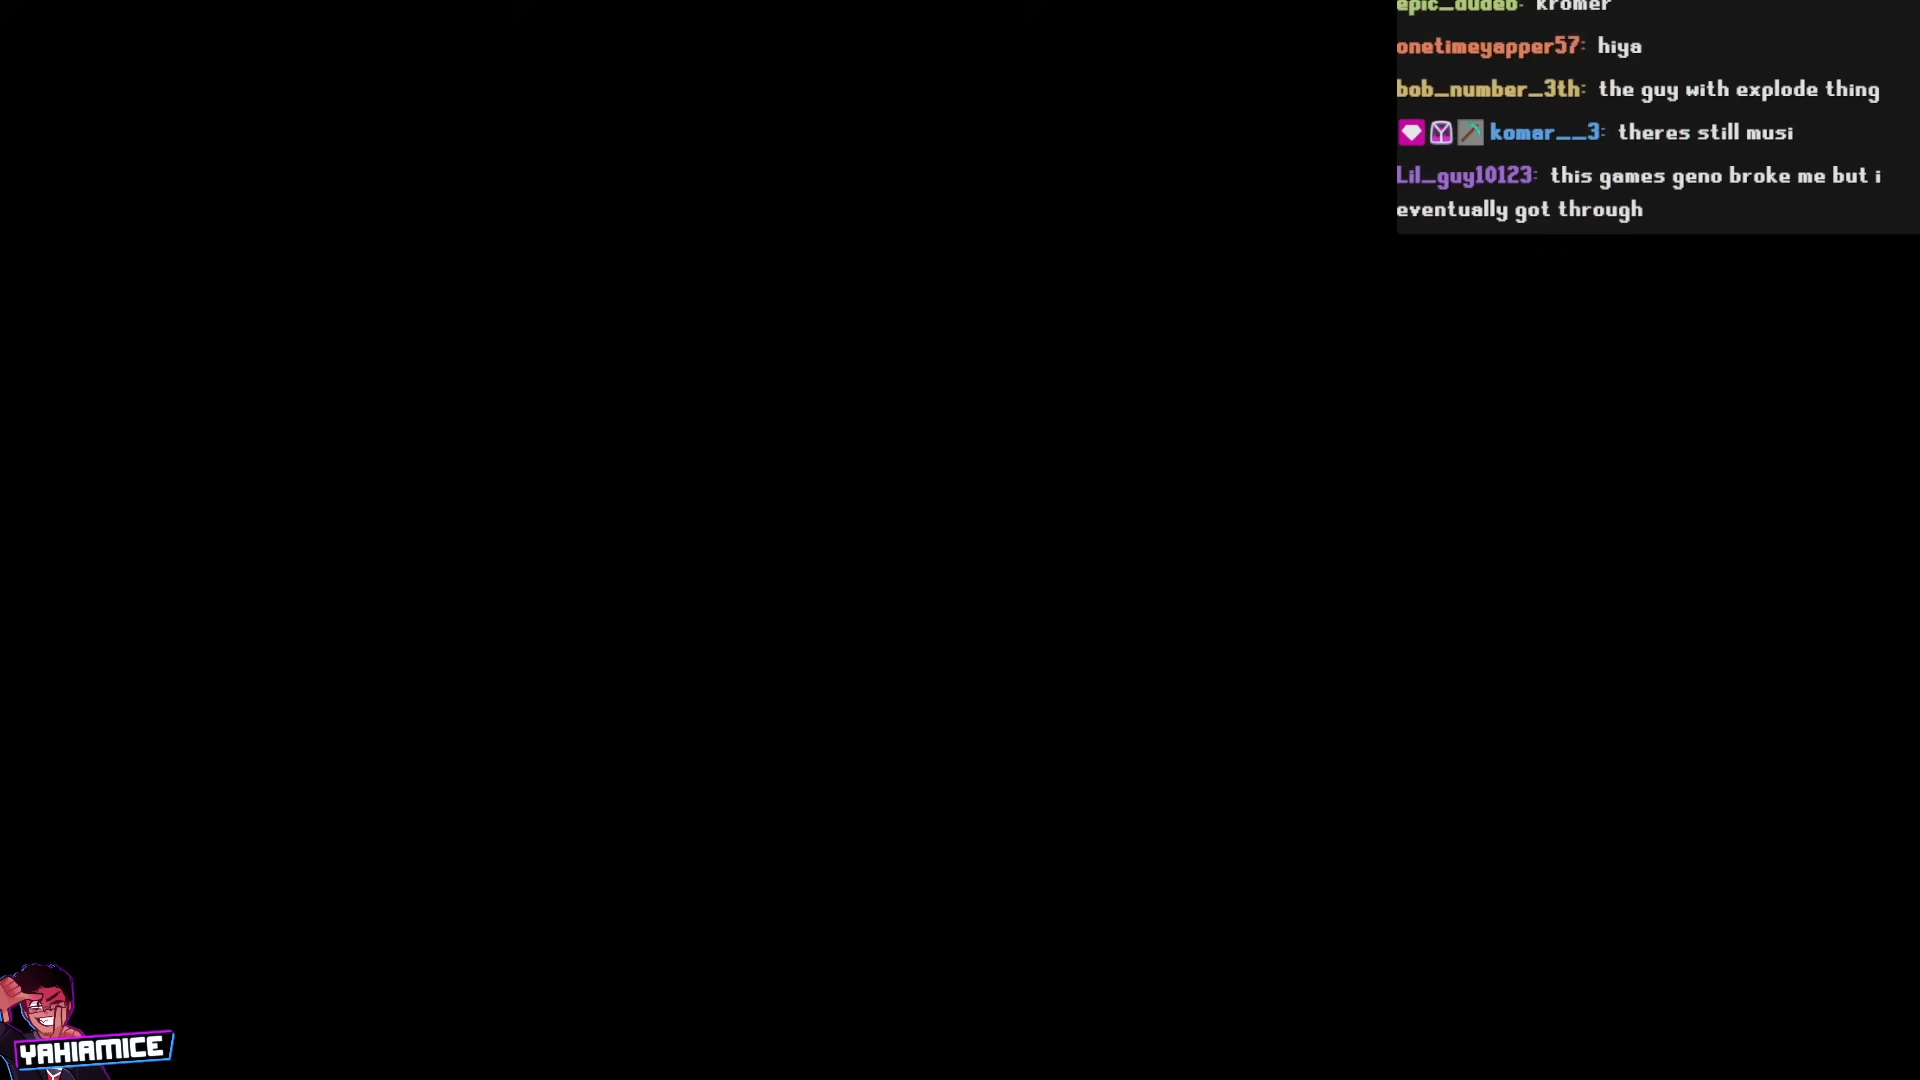 epic_dude6: kromer
onetimeyapper57: hiya
bob_number_3th: the guy with explode thing
komar__3: theres still musi
Lil_guy10123: this games geno broke me but i
eventually got through
YAHIAMICE